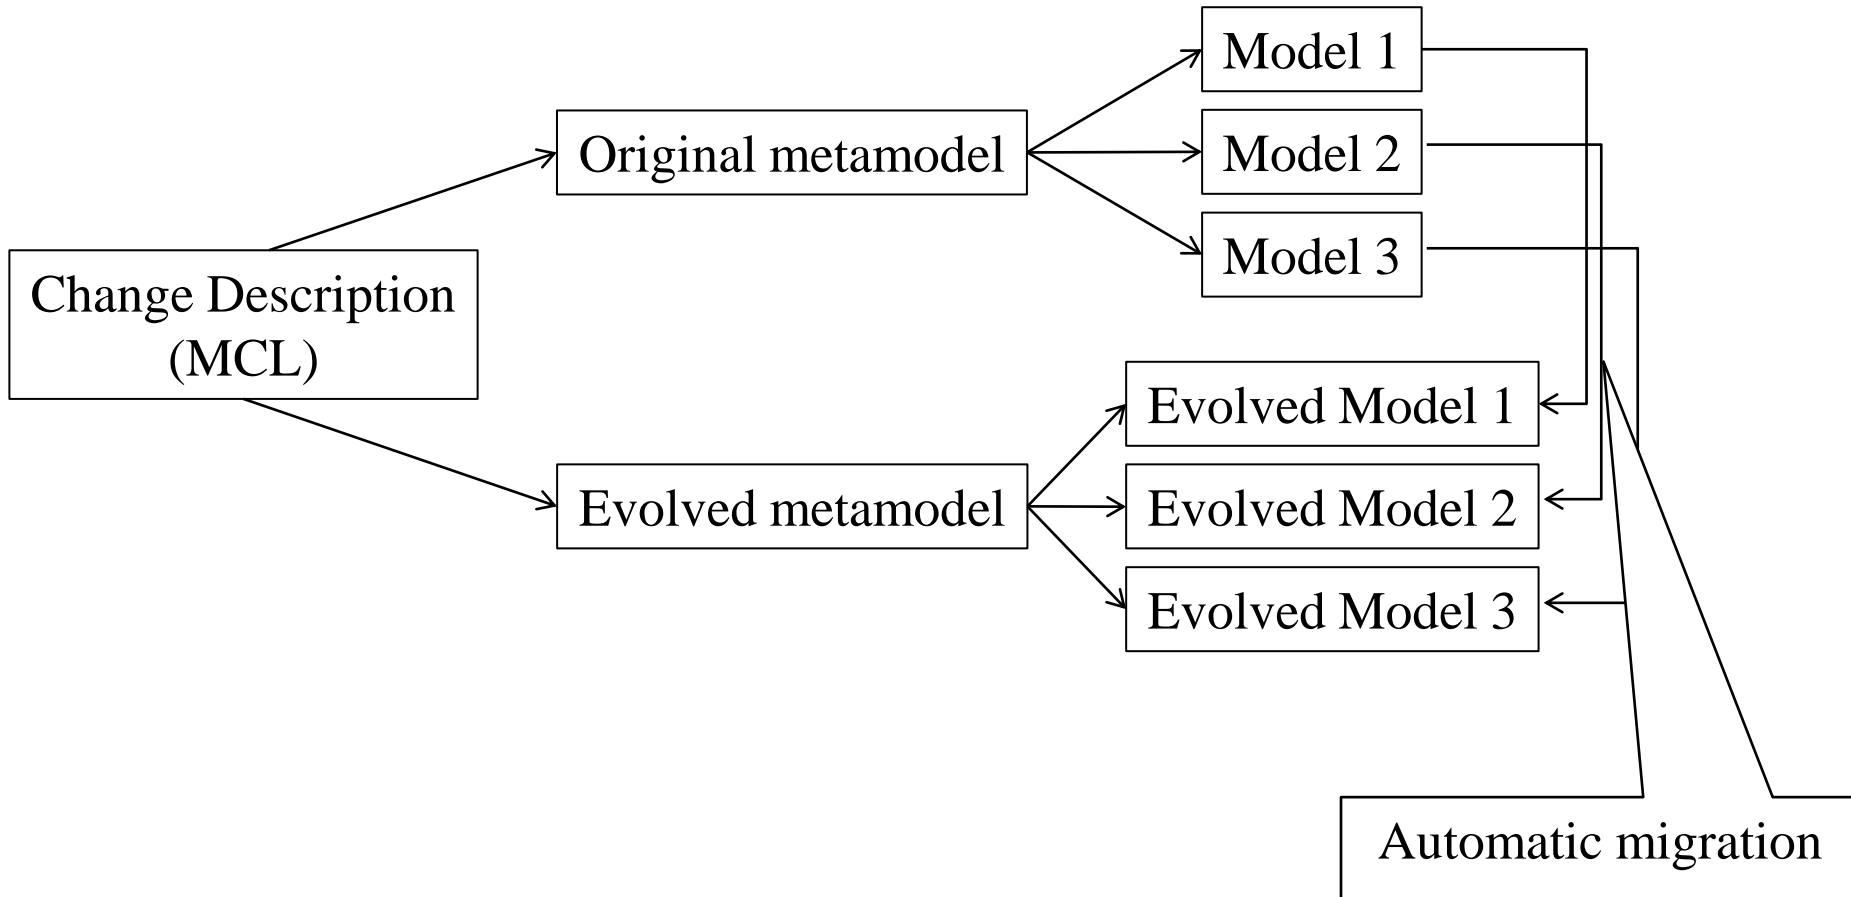 Model 1
Original metamodel
Model 2
Model 3
Change Description
(MCL)
Evolved Model 1
Evolved metamodel
Evolved Model 2
Evolved Model 3
Automatic migration